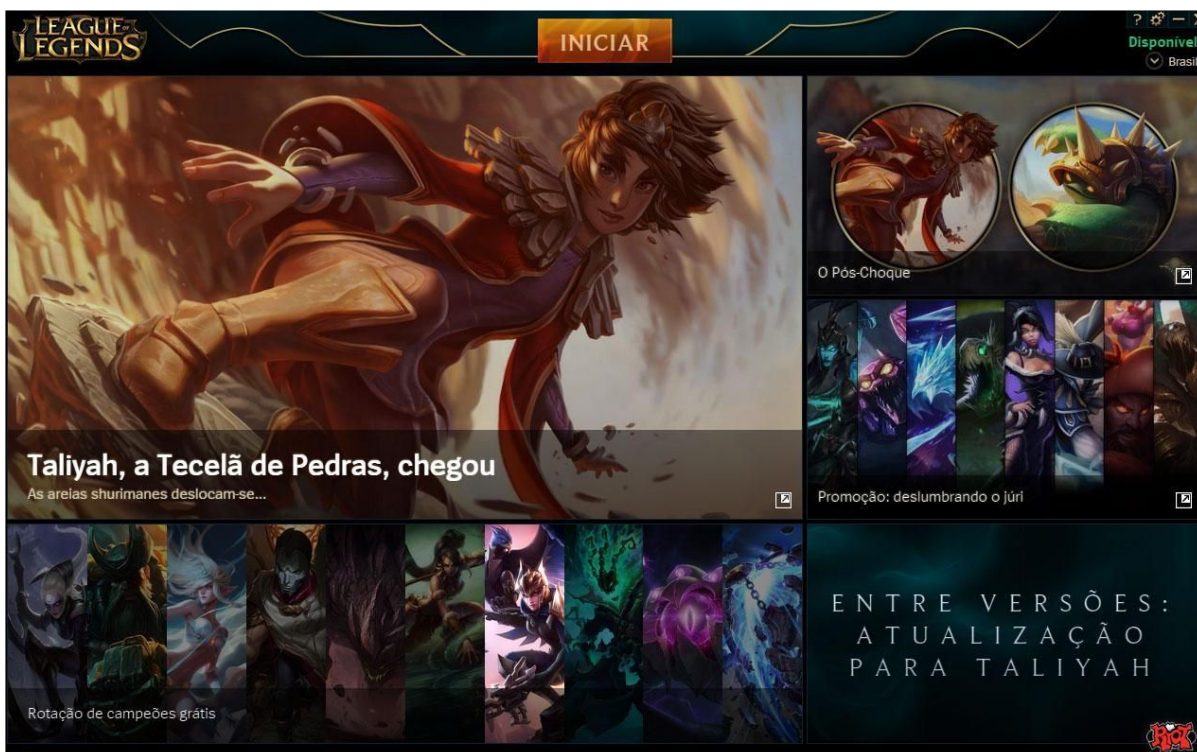 LEAGUE OF
LEGENDS
INICIAR
?
Disponível
Brasil
Taliyah, a Tecelã de Pedras, chegou
As areias shurimanes deslocam-se...
O Pós-Choque
Promoção: deslumbrando o júri
Rotação de campeões grátis
ENTRE VERSÕES:
ATUALIZAÇÃO
PARA TALIYAH
RIOT